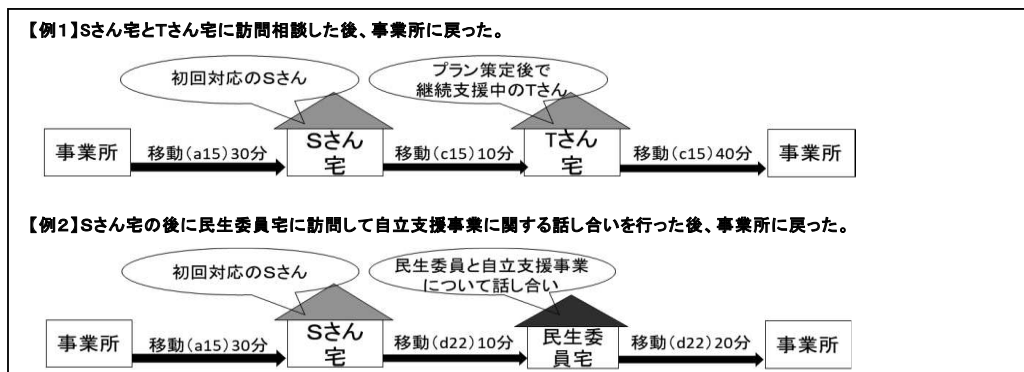 【例1】Sさん宅とTさん宅に訪問相談した後、事業所に戻った。
初回対応のSさん
プラン策定後で
継続支援中のTさん
事業所
移動(a15)30分
Sさん
宅
移動(c15)10分
Tさん
宅
移動(c15)40分
事業所
【例2】Sさん宅の後に民生委員宅に訪問して自立支援事業に関する話し合いを行った後、事業所に戻った。
初回対応のSさん
民生委員と自立支援事業
について話し合い
事業所
移動(a15)30分
Sさん
宅
移動(d22)10分
民生委
員宅
移動(d22)20分
事業所